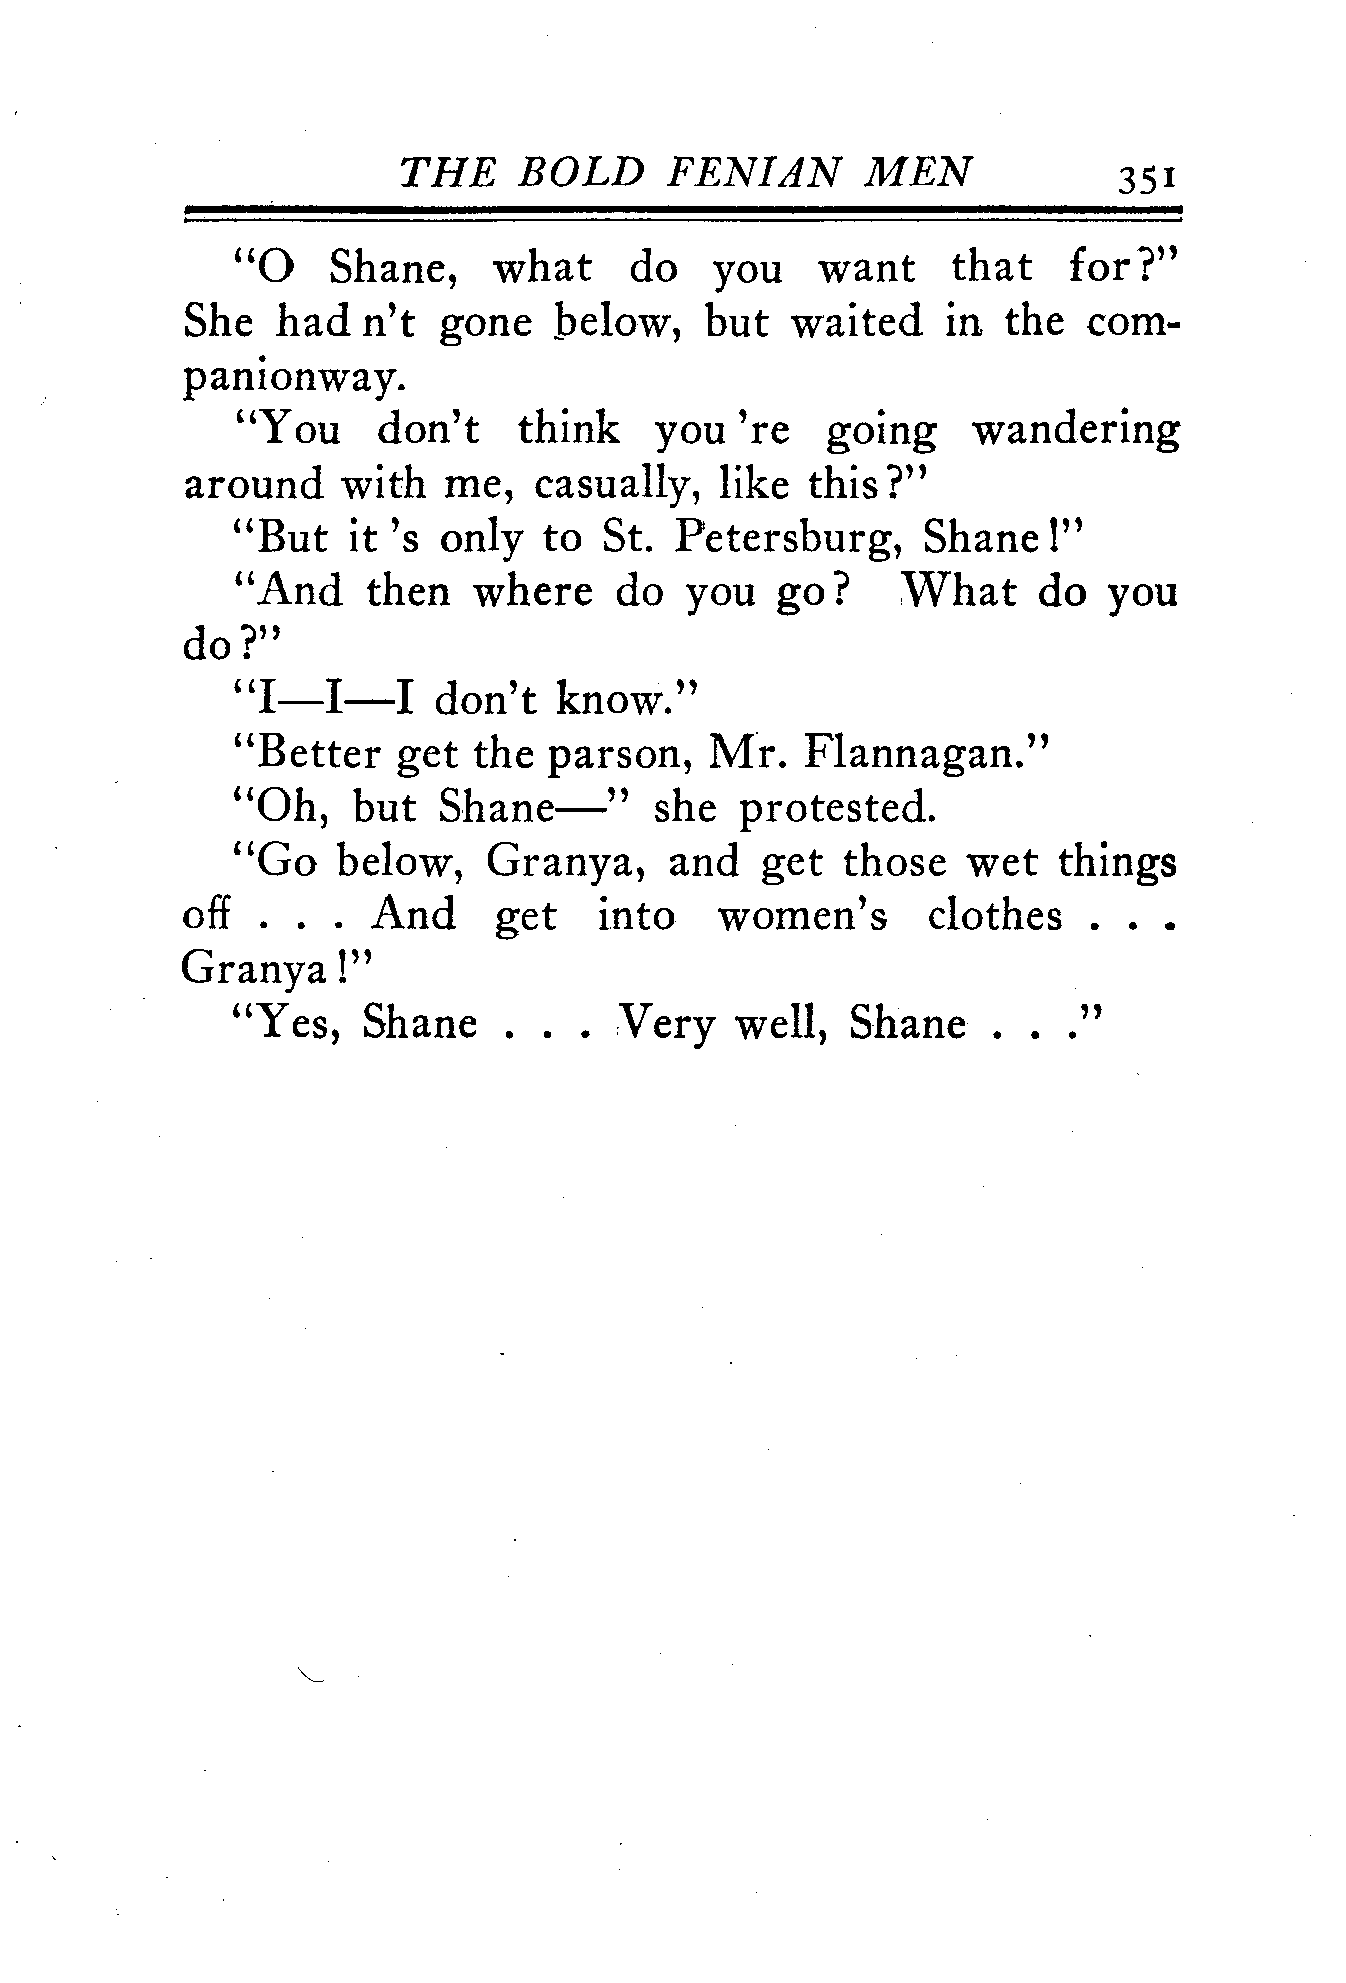 THE BOLD FENIAN MEN 351
"O Shane, what do you want that for?"
She hadn't gone below, but waited in the com-
panionway.
"You don't think you 're going wandering
around with me, casually, like this?"
"But it 's only to St. Petersburg, Shane!"
"And then where do you go? What do you
do?"
"I—I—I don't know."
"Better get the parson, Mr. Flannagan."
"Oh, but Shane—" she protested.
"Go below, Granya, and get those wet things
off . . . And get into women's clothes . . .
Granya!"
"Yes, Shane . . . Very well, Shane . . ."